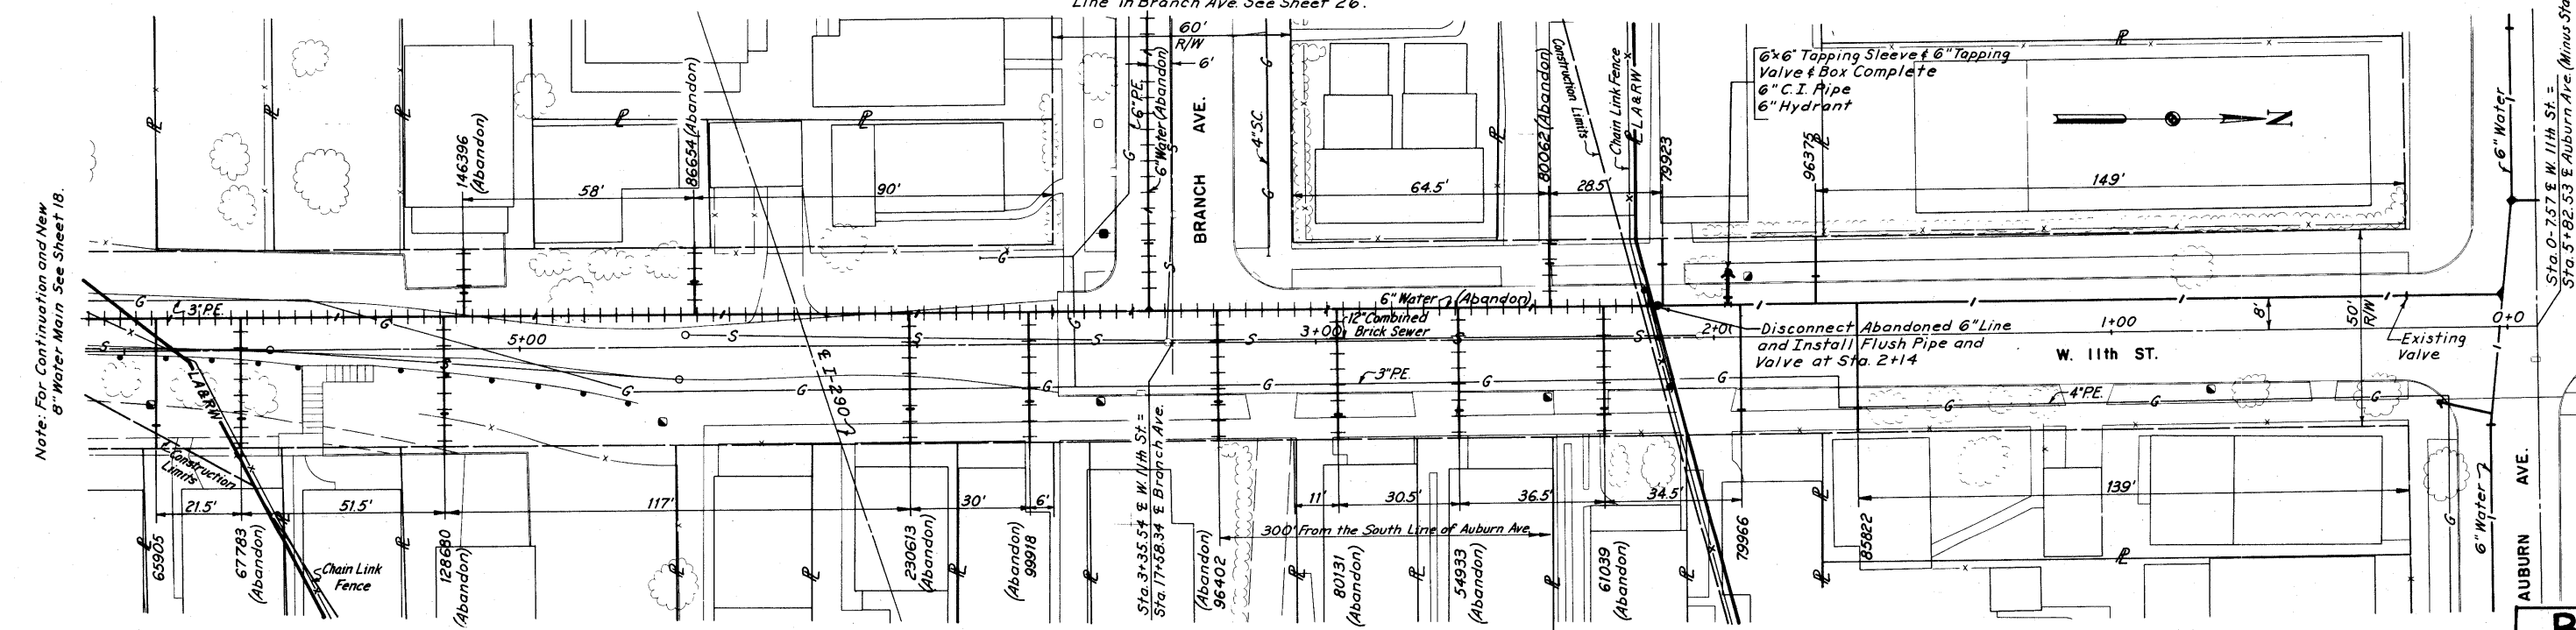 Line in Branch Ave. See Sheet 26.
Note: For Continuation and New
8" Water Main See Sheet 18.
60'
R/W
6'
6" P.E.
6" Water (Abandon)
BRANCH AVE.
4" S.C.
146396
(Abandon)
86654 (Abandon)
58'
90'
64.5'
80062 (Abandon)
28.5'
Construction Limits
Chain Link Fence
LA&RW
79923
6"x6" Tapping Sleeve & 6" Tapping
Valve & Box Complete
6" C.I. Pipe
6" Hydrant
96375
149'
N
6" Water
Sta. 0-7.57 ₵ W. 11th St. =
Sta. 5+82.53 ₵ Auburn Ave. (Minus Sta
3" P.E.
5+00
6" Water (Abandon)
12" Combined
Brick Sewer
3+00
2+0
Disconnect Abandoned 6" Line
and Install Flush Pipe and
Valve at Sta. 2+14
1+00
W. 11th ST.
8'
50'
R/W
Existing
Valve
0+0
LA&RW
₵ I-290
3" P.E.
4" P.E.
Construction
Limits
21.5'
51.5'
117'
30'
6'
11'
30.5'
36.5'
34.5'
139'
300' From the South Line of Auburn Ave.
65905
67783
(Abandon)
Chain Link
Fence
128680
(Abandon)
230613
(Abandon)
(Abandon)
99918
Sta. 3+35.54 ₵ W. 11th St. =
Sta. 17+58.34 ₵ Branch Ave.
(Abandon)
96402
80131
(Abandon)
54933
(Abandon)
61039
(Abandon)
79966
85822
6" Water
AUBURN AVE.